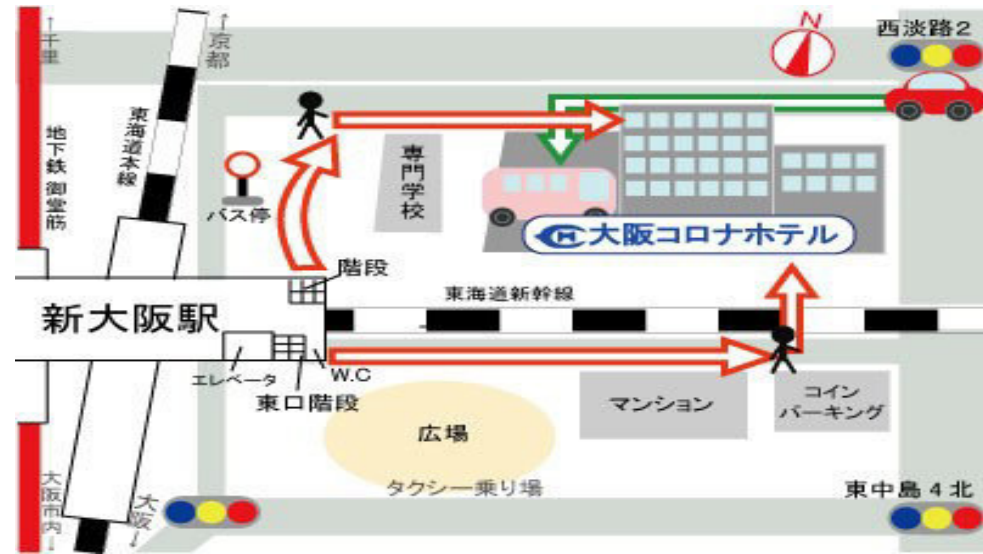 N
西淡路2
←千里
←京都
地下鉄 御堂筋
東海道本線
バス停
専門学校
大阪コロナホテル
階段
東海道新幹線
新大阪駅
エレベータ
W.C
東口階段
広場
マンション
コイン
パーキング
タクシー乗り場
東中島4北
大阪市内→
大阪→